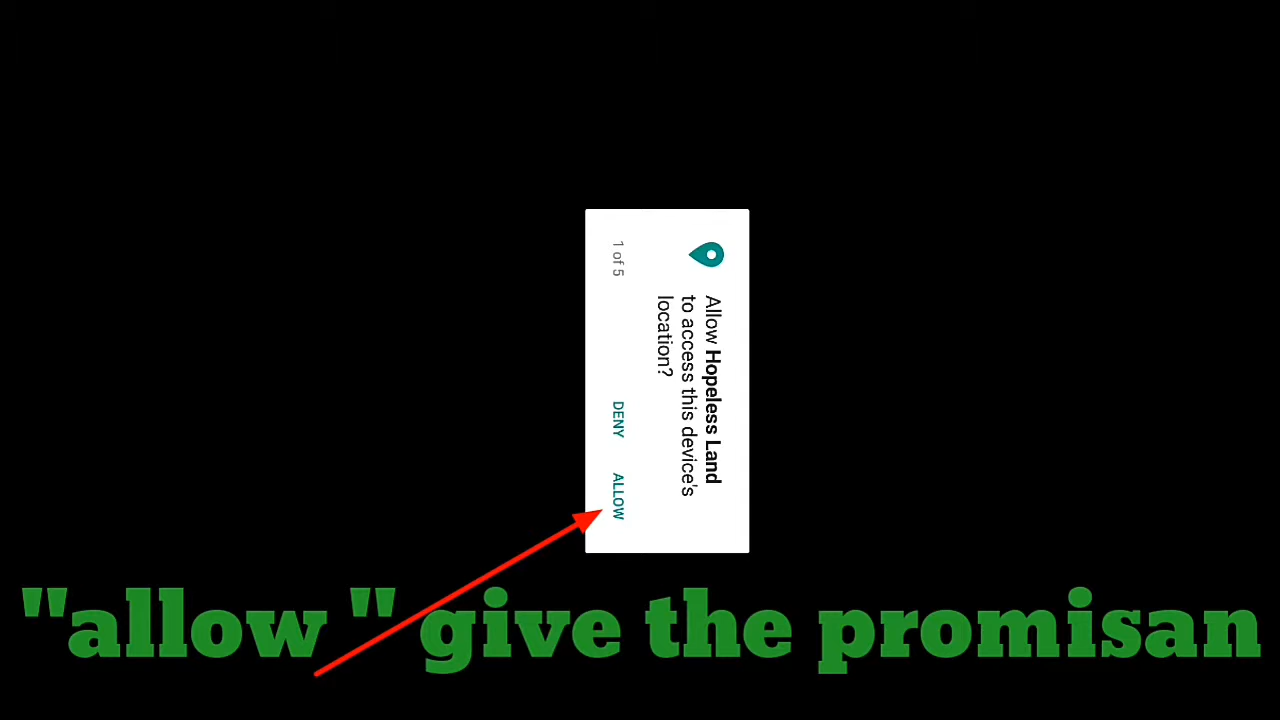 Allow Hopeless Land
to access this device's
location?
1 of 5
DENY
ALLOW
"allow " give the promisan